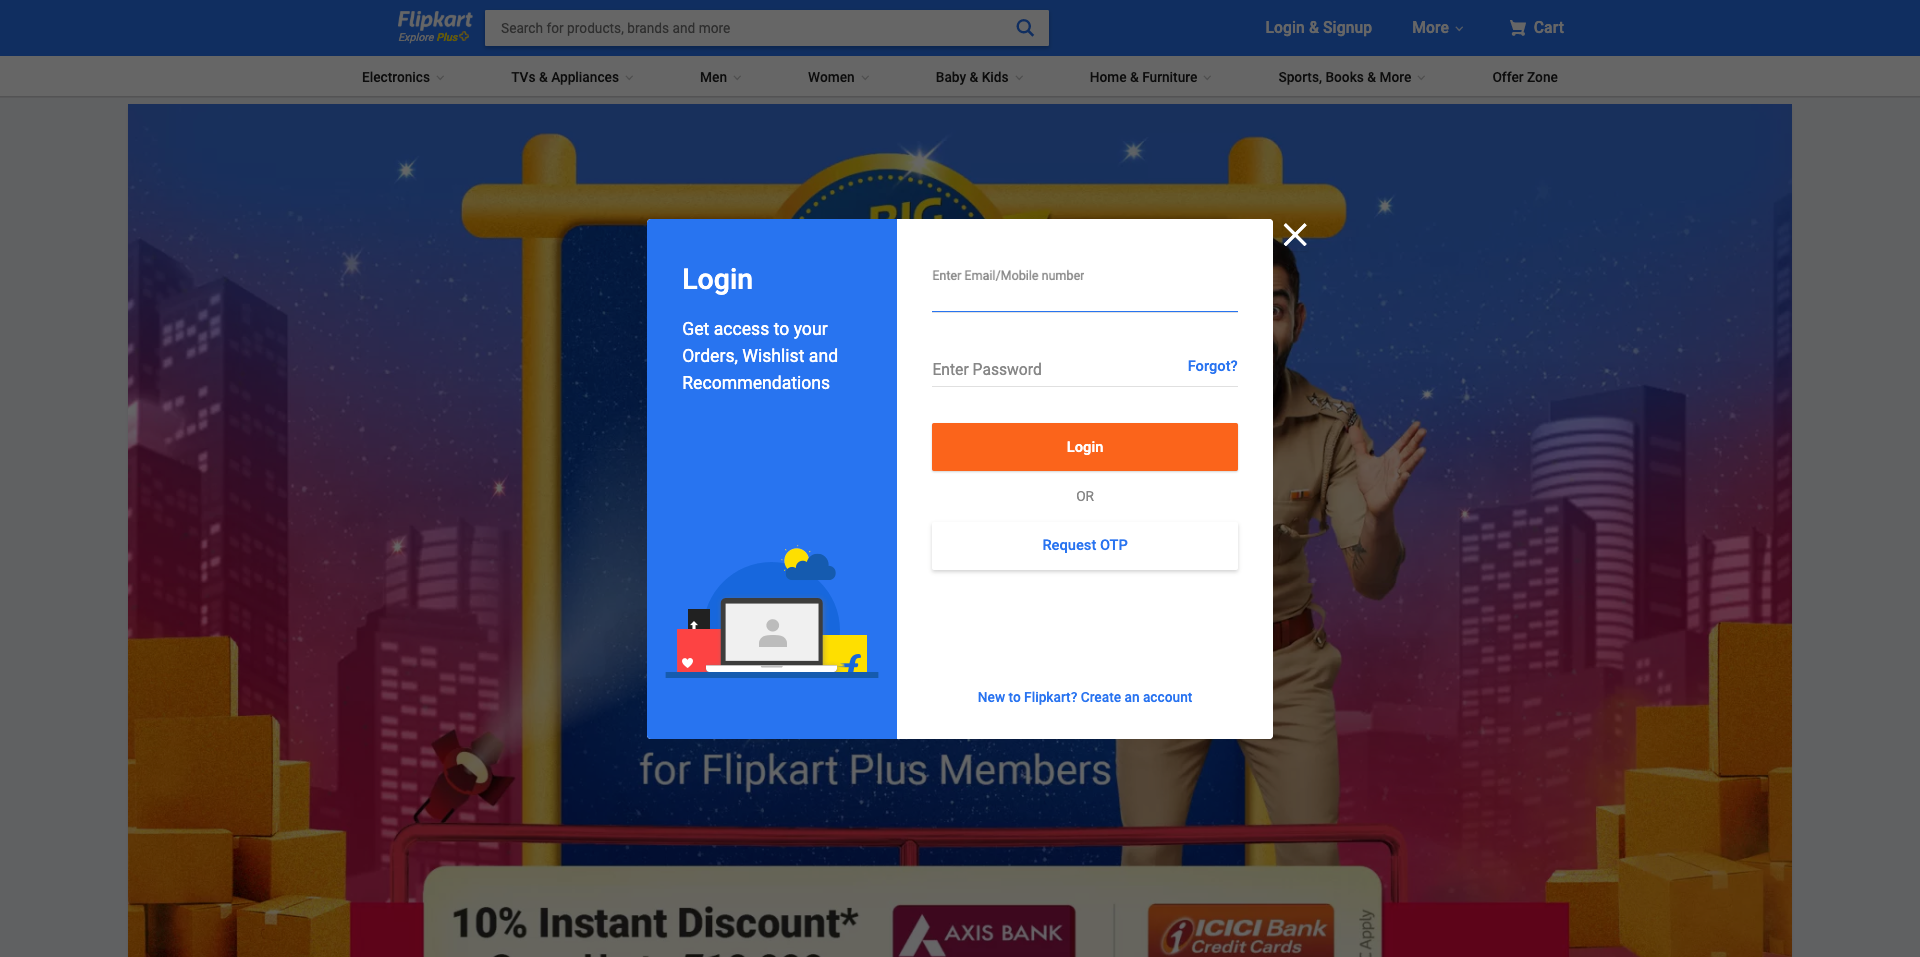 Flipkart
Explore Plus
Search for products, brands and more
Login & Signup
More
Cart
Electronics
TVs & Appliances
Men
Women
Baby & Kids
Home & Furniture
Sports, Books & More
Offer Zone
BIG
Login
Get access to your
Orders, Wishlist and
Recommendations
Enter Email/Mobile number
Enter Password
Forgot?
Login
OR
Request OTP
New to Flipkart? Create an account
for Flipkart Plus Members
10% Instant Discount*
AXIS BANK
ICICI Bank
Credit Cards
Apply